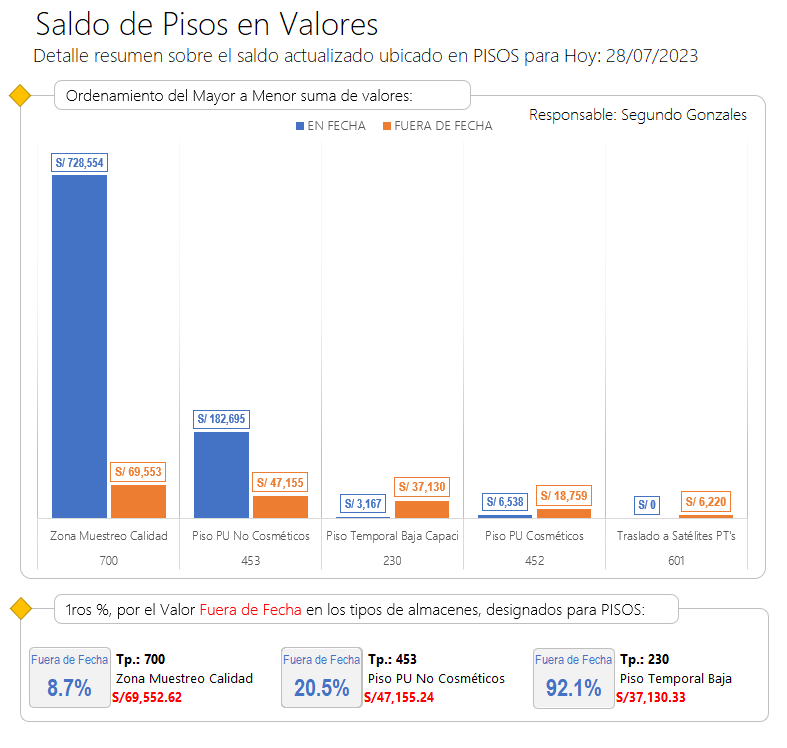 Saldo de Pisos en Valores
Detalle resumen sobre el saldo actualizado ubicado en PISOS para Hoy: 28/07/2023
Ordenamiento del Mayor a Menor suma de valores:
Responsable: Segundo Gonzales
EN FECHA FUERA DE FECHA
S/ 728,554
S/ 69,553
S/ 182,695
S/ 47,155
S/ 3,167
S/ 37,130
S/ 6,538
S/ 18,759
S/ 0
S/ 6,220
Zona Muestreo Calidad Piso PU No Cosméticos Piso Temporal Baja Capaci Piso PU Cosméticos Traslado a Satélites PT's
700 453 230 452 601
1ros %, por el Valor Fuera de Fecha en los tipos de almacenes, designados para PISOS:
Fuera de Fecha
8.7%
Tp.: 700
Zona Muestreo Calidad
S/69,552.62
Fuera de Fecha
20.5%
Tp.: 453
Piso PU No Cosméticos
S/47,155.24
Fuera de Fecha
92.1%
Tp.: 230
Piso Temporal Baja
S/37,130.33